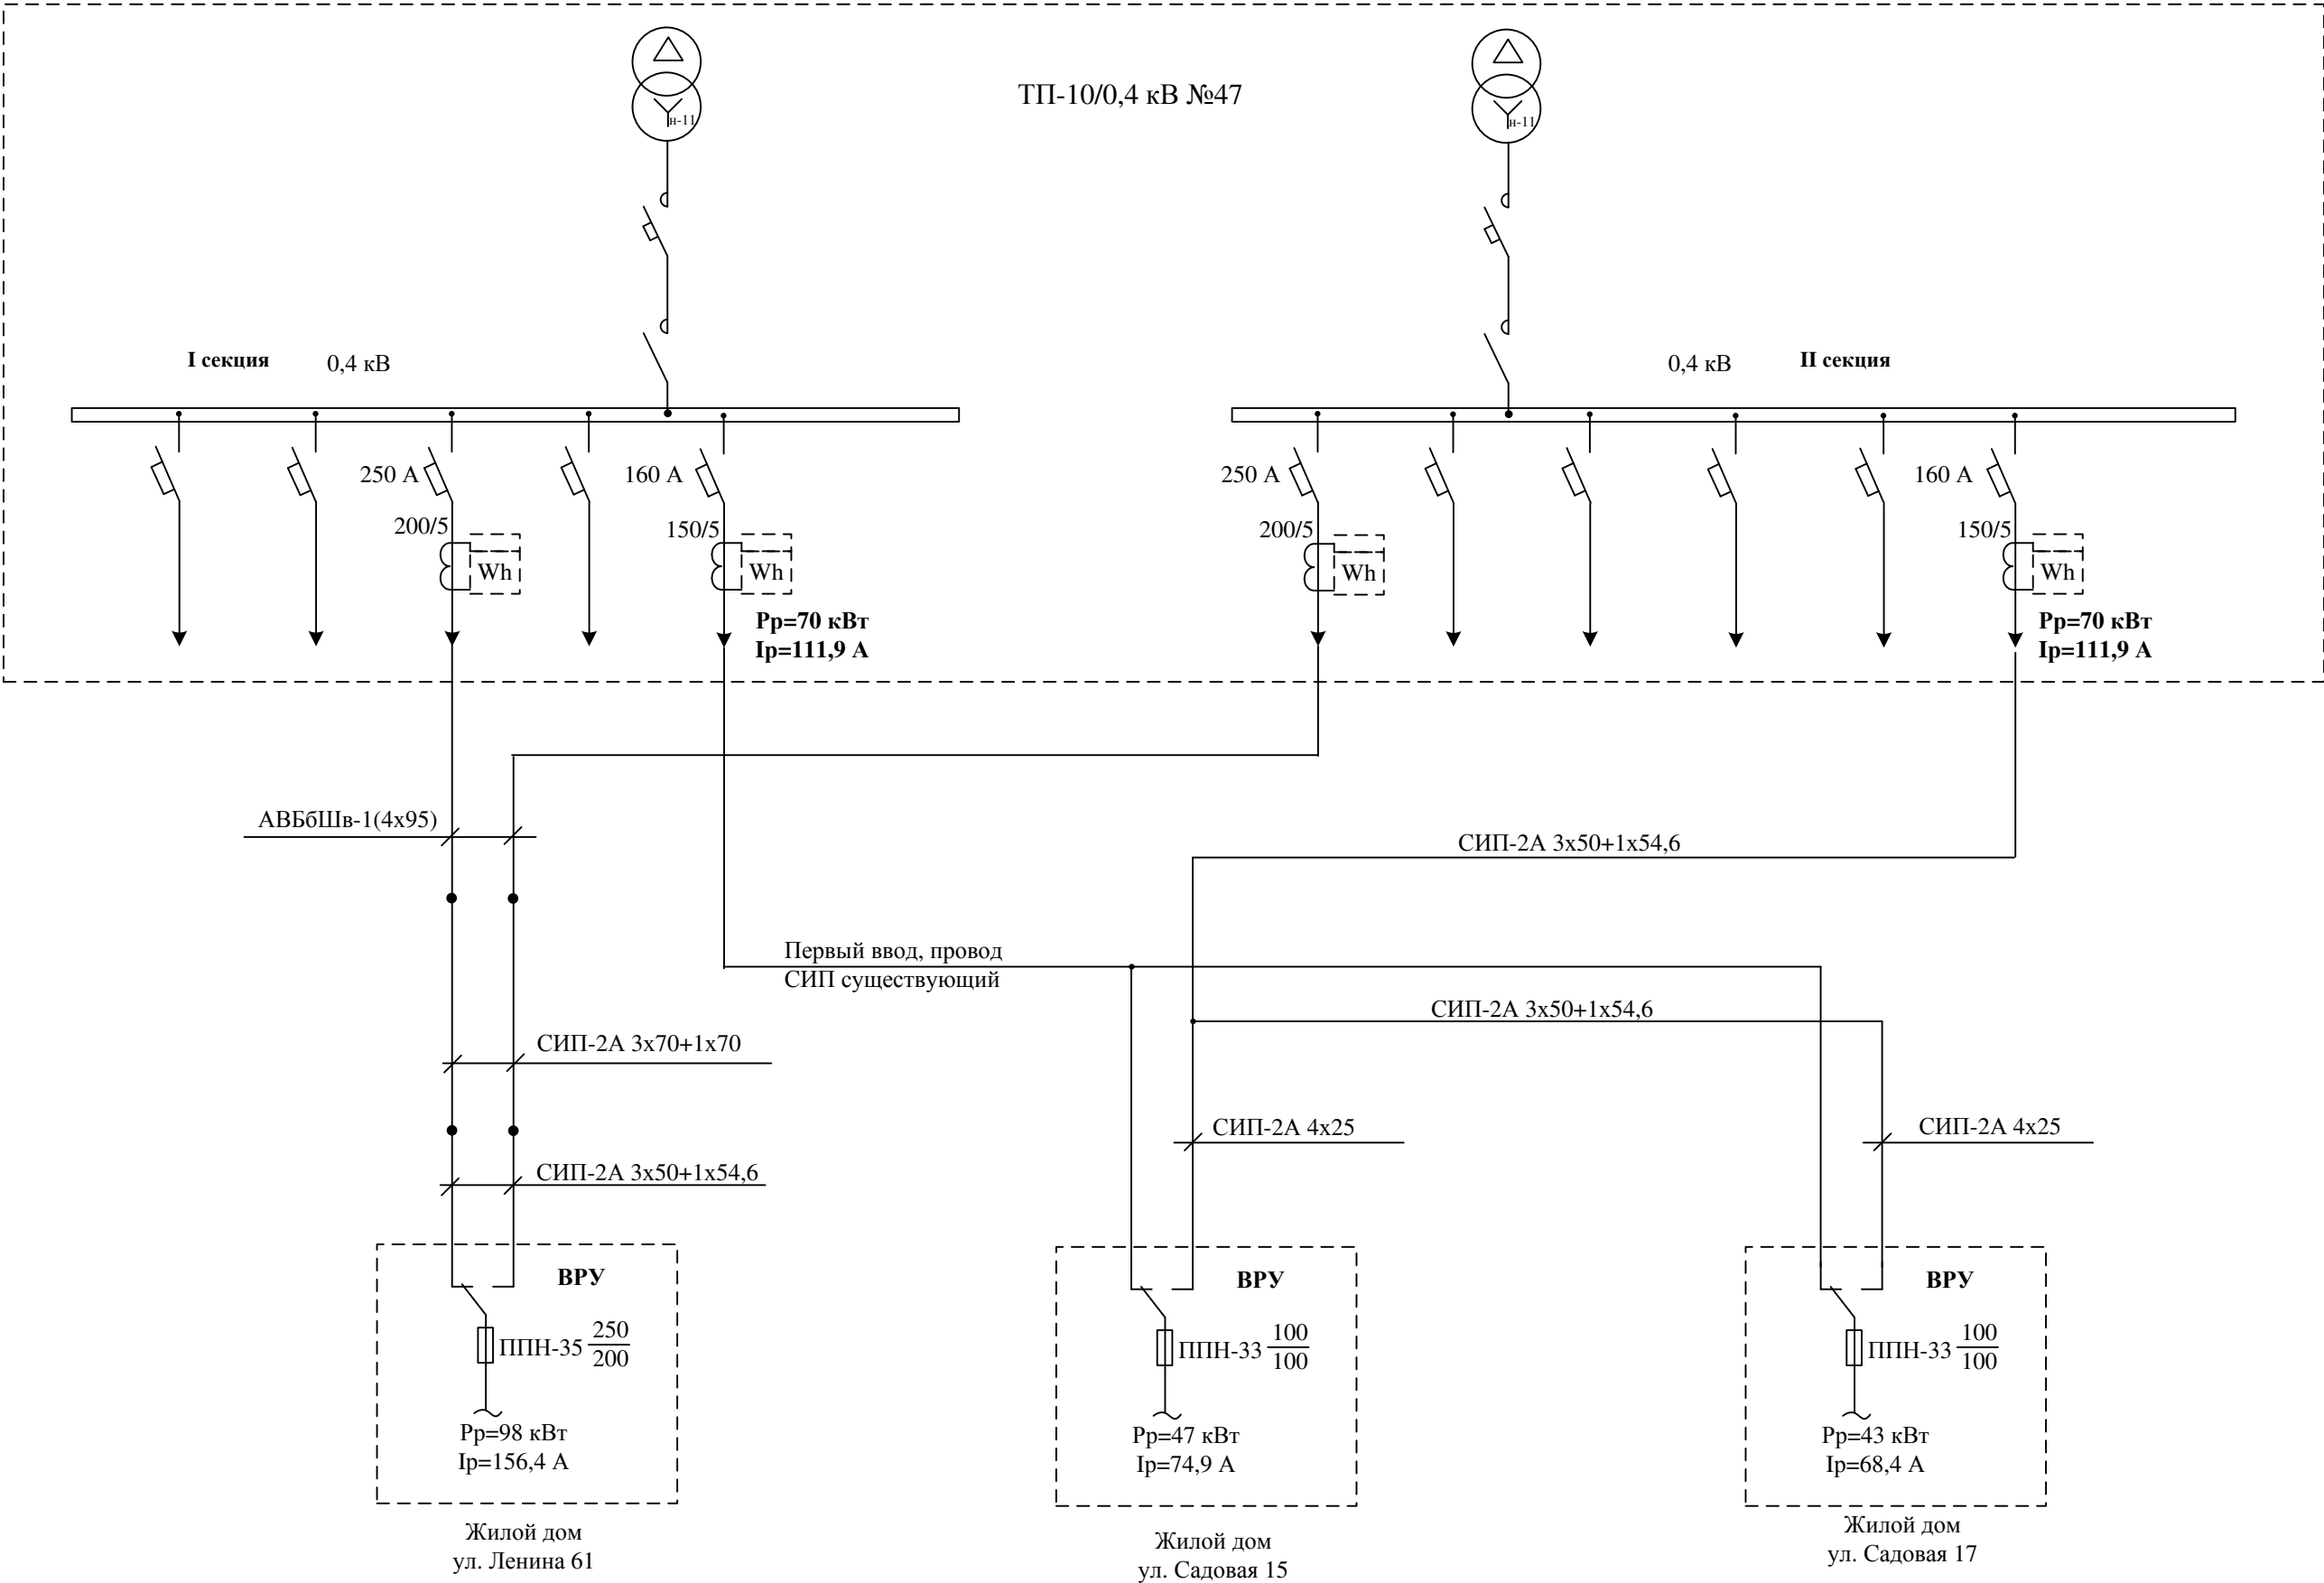 ТП-10/0,4 кВ №47
н-11
н-11
I секция
0,4 кВ
0,4 кВ
II секция
250 А
160 А
250 А
160 А
200/5
150/5
200/5
150/5
Wh
Wh
Wh
Wh
Рр=70 кВт
Iр=111,9 А
Рр=70 кВт
Iр=111,9 А
АВБбШв-1(4х95)
СИП-2А 3х50+1х54,6
Первый ввод, провод
СИП существующий
СИП-2А 3х50+1х54,6
СИП-2А 3х70+1х70
СИП-2А 4х25
СИП-2А 4х25
СИП-2А 3х50+1х54,6
ВРУ
ППН-35 250
200
Рр=98 кВт
Iр=156,4 А
Жилой дом
ул. Ленина 61
ВРУ
ППН-33 100
100
Рр=47 кВт
Iр=74,9 А
Жилой дом
ул. Садовая 15
ВРУ
ППН-33 100
100
Рр=43 кВт
Iр=68,4 А
Жилой дом
ул. Садовая 17